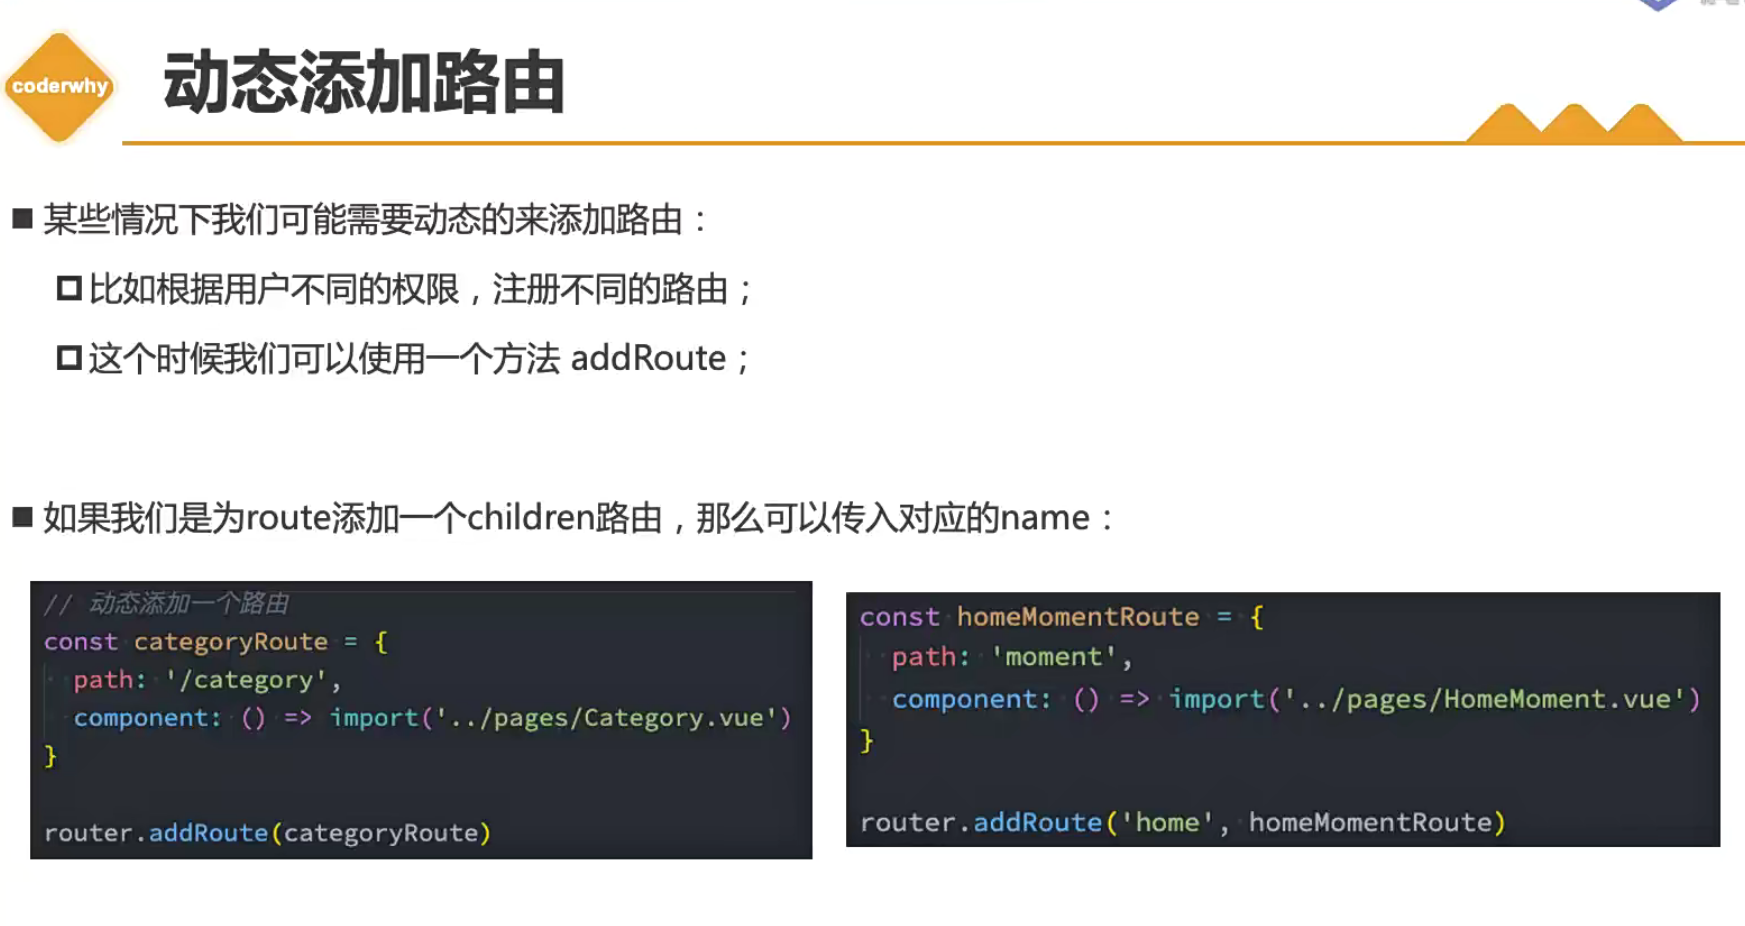 coderwhy
动态添加路由
某些情况下我们可能需要动态的来添加路由：
比如根据用户不同的权限，注册不同的路由；
这个时候我们可以使用一个方法 addRoute；
如果我们是为route添加一个children路由，那么可以传入对应的name：
// 动态添加一个路由
const categoryRoute = {
path: '/category',
component: () => import('../pages/Category.vue')
}
router.addRoute(categoryRoute)
const homeMomentRoute = {
path: 'moment',
component: () => import('../pages/HomeMoment.vue')
}
router.addRoute('home', homeMomentRoute)